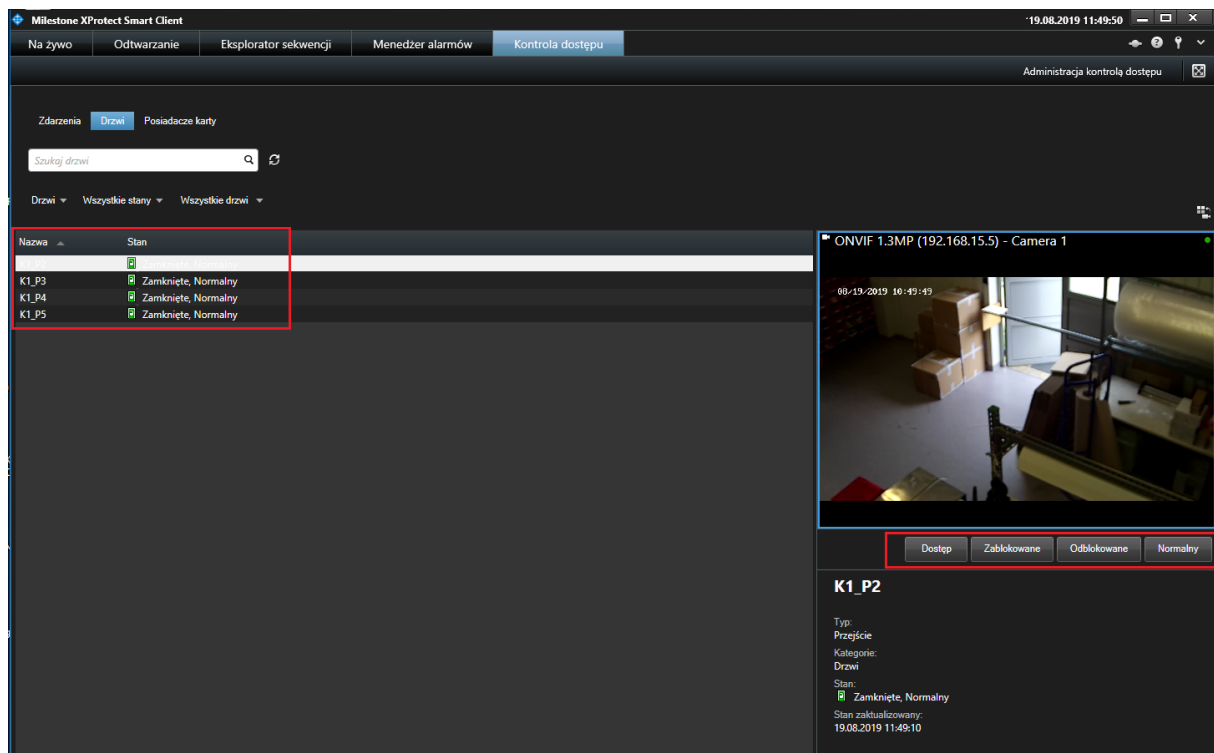 Milestone XProtect Smart Client
19.08.2019 11:49:50
Na żywo Odtwarzanie Eksplorator sekwencji Menedżer alarmów Kontrola dostępu
Administracja kontrolą dostępu
Zdarzenia Drzwi Posiadacze karty
Szukaj drzwi
Drzwi Wszystkie stany Wszystkie drzwi
Nazwa Stan
K1_P2 Zamknięte, Normalny
K1_P3 Zamknięte, Normalny
K1_P4 Zamknięte, Normalny
K1_P5 Zamknięte, Normalny
ONVIF 1.3MP (192.168.15.5) - Camera 1
08/19/2019 10:49:49
Dostęp Zablokowane Odblokowane Normalny
K1_P2
Typ:
Przejście
Kategorie:
Drzwi
Stan:
Zamknięte, Normalny
Stan zaktualizowany:
19.08.2019 11:49:10